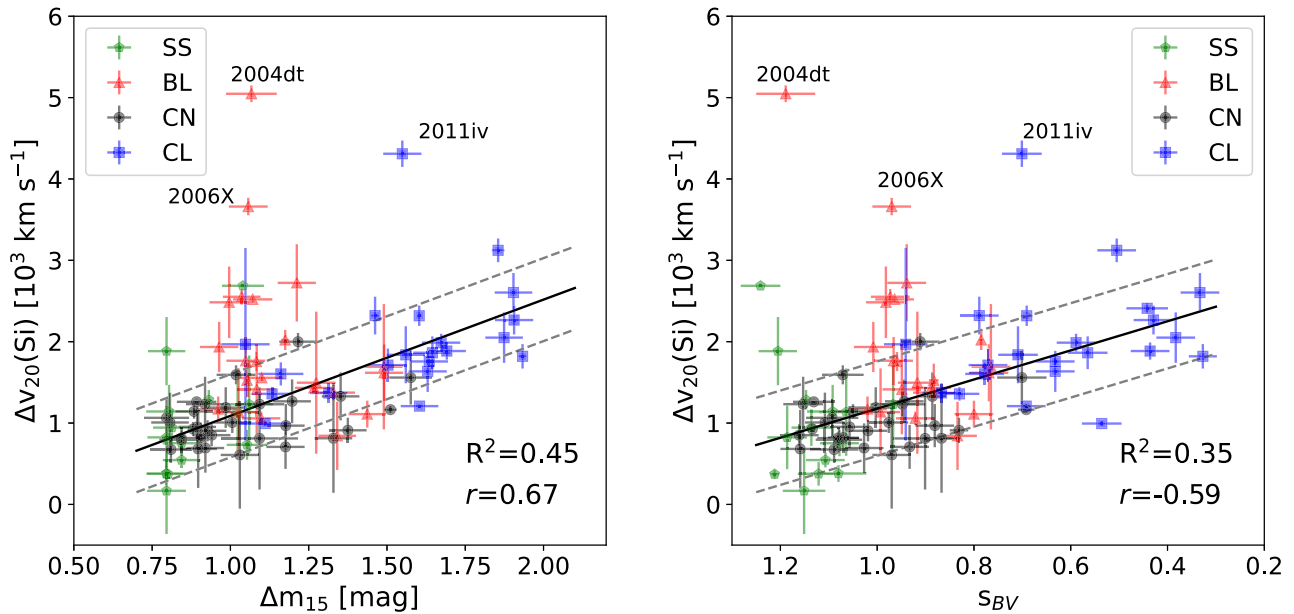 6
5
4
3
2
1
0
Δv₂₀(Si) [10³ km s⁻¹]
SS
BL
CN
CL
2004dt
2011iv
2006X
R²=0.45
r=0.67
0.50 0.75 1.00 1.25 1.50 1.75 2.00
Δm₁₅ [mag]
6
5
4
3
2
1
0
Δv₂₀(Si) [10³ km s⁻¹]
SS
BL
CN
CL
2004dt
2011iv
2006X
R²=0.35
r=-0.59
1.2 1.0 0.8 0.6 0.4 0.2
s_BV